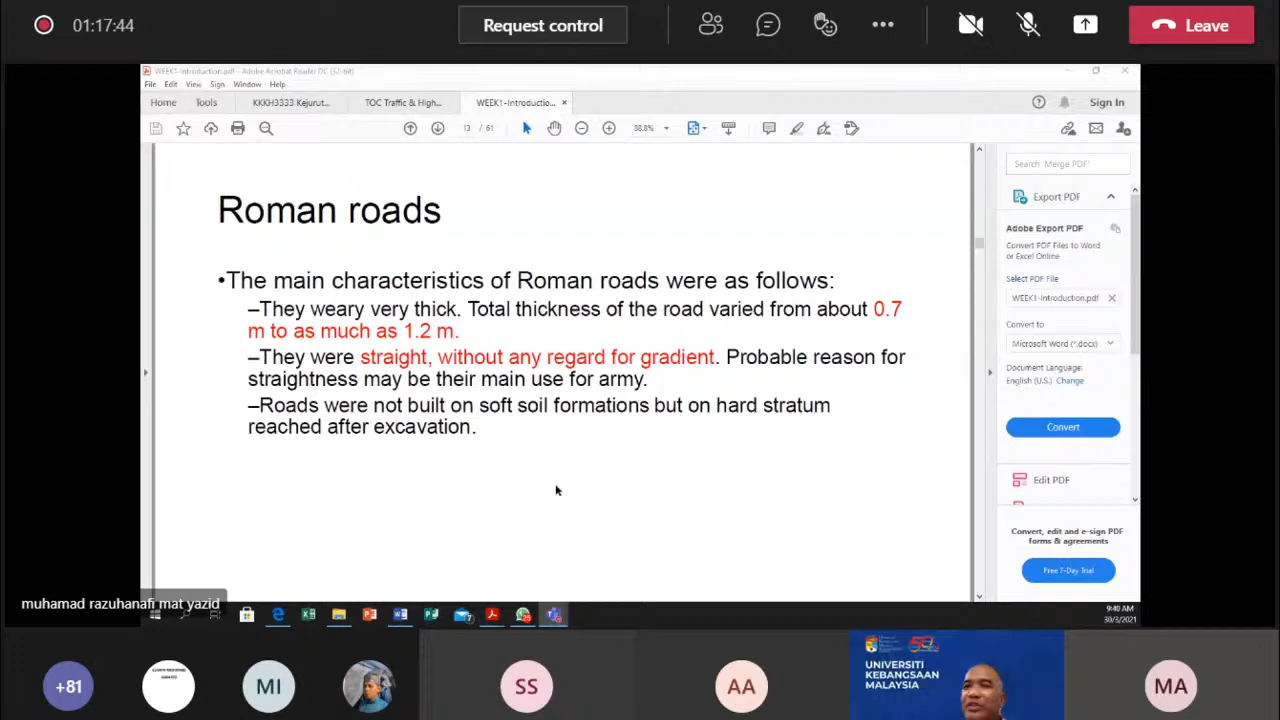 01:17:44
Request control
Leave
WEEK1-Introduction.pdf - Adobe Acrobat Reader DC (32-bit)
File Edit View Sign Window Help
Home Tools KKKH3333 Kejurut... TOC Traffic & High... WEEK1-Introductio... × Sign In
13 / 61 58.8%
Roman roads
•The main characteristics of Roman roads were as follows:
–They weary very thick. Total thickness of the road varied from about 0.7
m to as much as 1.2 m.
–They were straight, without any regard for gradient. Probable reason for
straightness may be their main use for army.
–Roads were not built on soft soil formations but on hard stratum
reached after excavation.
Search 'Merge PDF'
Export PDF
Adobe Export PDF
Convert PDF Files to Word
or Excel Online
Select PDF File
WEEK1-Introduction.pdf ×
Convert to
Microsoft Word (*.docx)
Document Language:
English (U.S.) Change
Convert
Edit PDF
Convert, edit and e-sign PDF
forms & agreements
Free 7-Day Trial
muhamad razuhanafi mat yazid
9:40 AM
30/3/2021
+81
MI
SS
AA
UNIVERSITI
KEBANGSAAN
MALAYSIA
MA